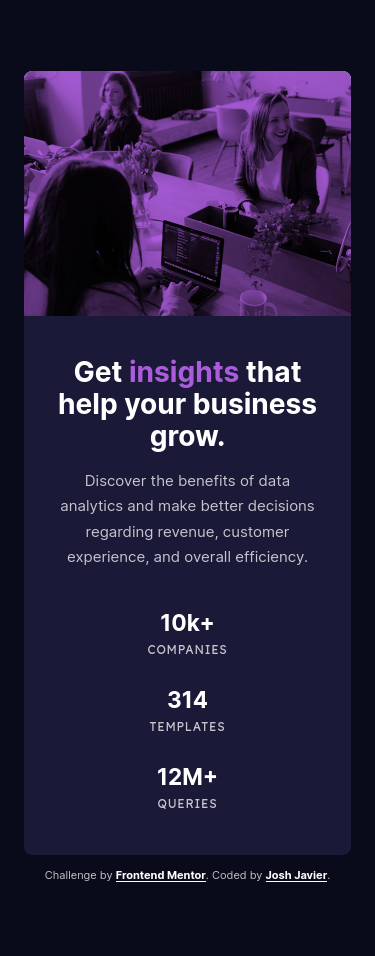 Get insights that
help your business
grow.
Discover the benefits of data
analytics and make better decisions
regarding revenue, customer
experience, and overall efficiency.
10k+
COMPANIES
314
TEMPLATES
12M+
QUERIES
Challenge by Frontend Mentor. Coded by Josh Javier.